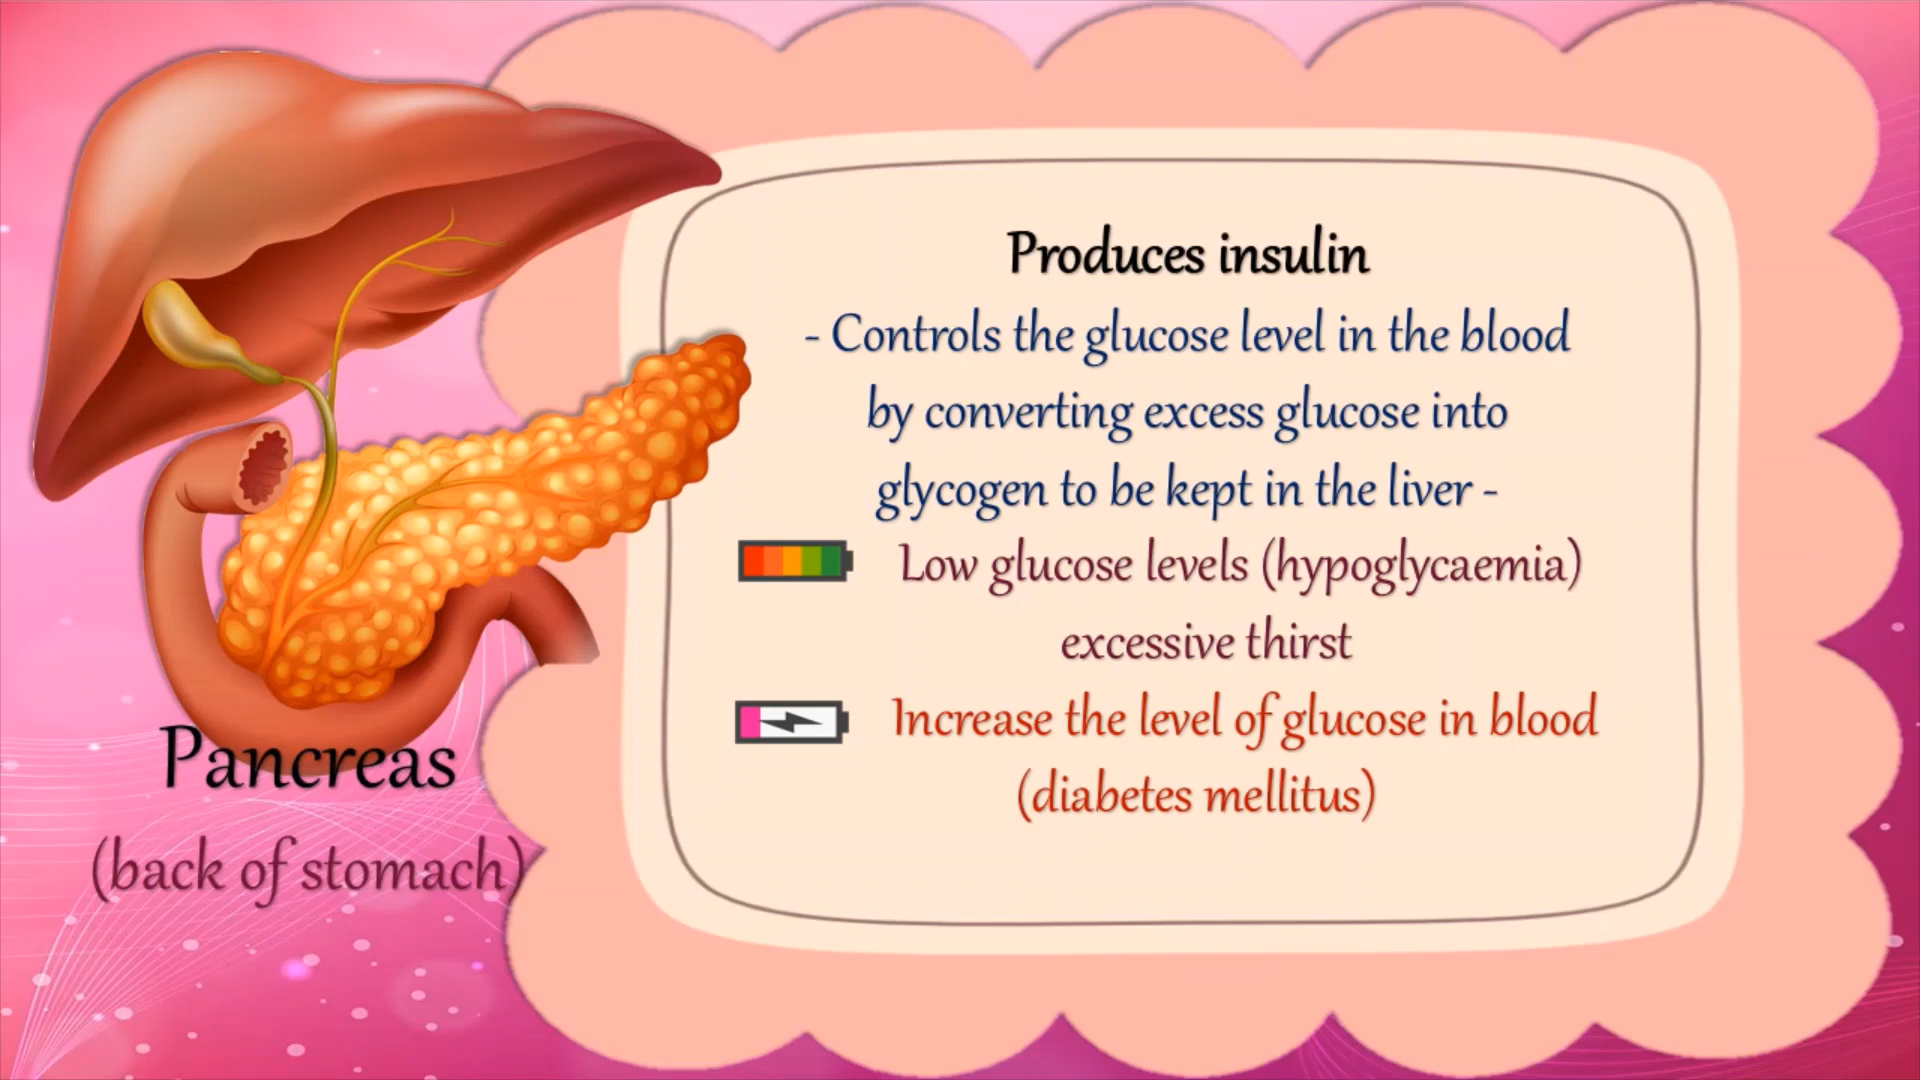 Produces insulin
- Controls the glucose level in the blood
by converting excess glucose into
glycogen to be kept in the liver -
Low glucose levels (hypoglycaemia)
excessive thirst
Increase the level of glucose in blood
(diabetes mellitus)
Pancreas
(back of stomach)